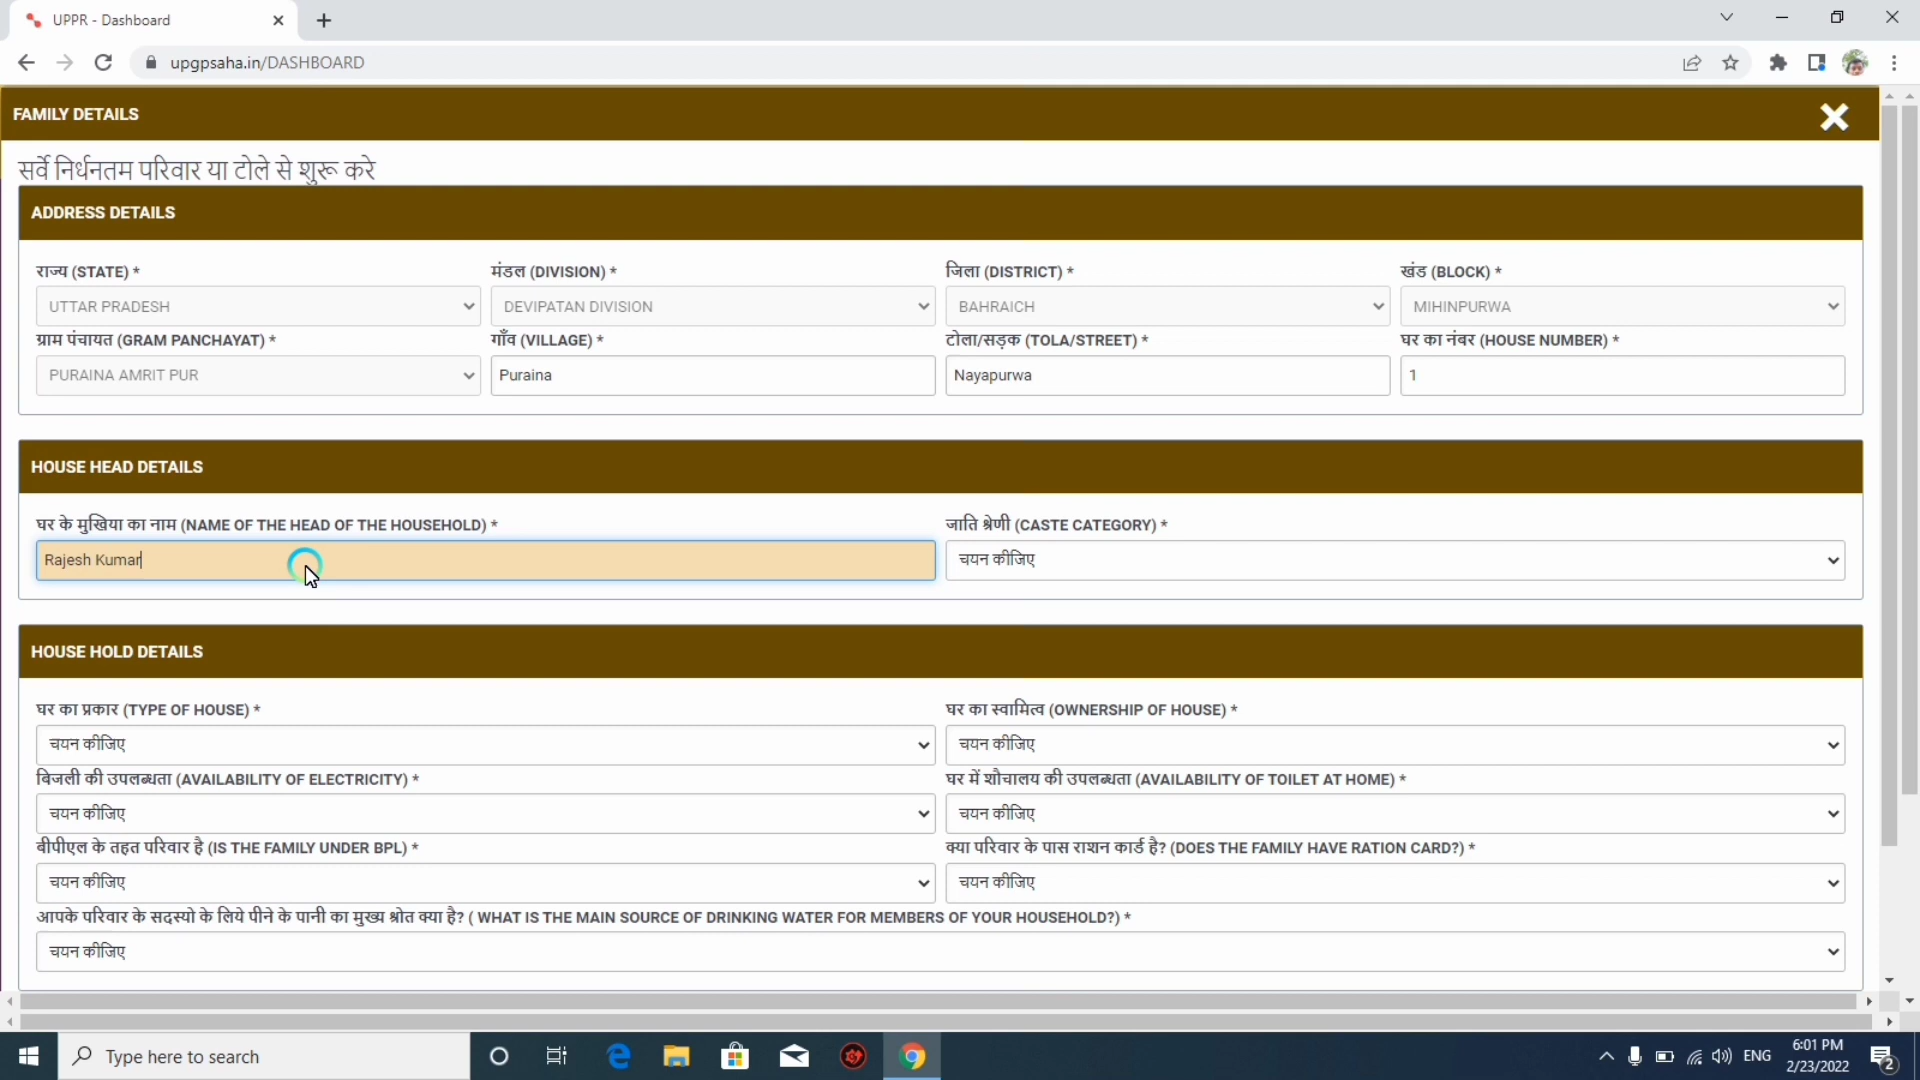 UPPR - Dashboard
upgpsaha.in/DASHBOARD
FAMILY DETAILS
सर्वे निर्धनतम परिवार या टोले से शुरू करे
ADDRESS DETAILS
राज्य (STATE) * मंडल (DIVISION) * जिला (DISTRICT) * खंड (BLOCK) *
UTTAR PRADESH DEVIPATAN DIVISION BAHRAICH MIHINPURWA
ग्राम पंचायत (GRAM PANCHAYAT) * गाँव (VILLAGE) * टोला/सड़क (TOLA/STREET) * घर का नंबर (HOUSE NUMBER) *
PURAINA AMRIT PUR Puraina Nayapurwa 1
HOUSE HEAD DETAILS
घर के मुखिया का नाम (NAME OF THE HEAD OF THE HOUSEHOLD) * जाति श्रेणी (CASTE CATEGORY) *
Rajesh Kumar चयन कीजिए
HOUSE HOLD DETAILS
घर का प्रकार (TYPE OF HOUSE) * घर का स्वामित्व (OWNERSHIP OF HOUSE) *
चयन कीजिए चयन कीजिए
बिजली की उपलब्धता (AVAILABILITY OF ELECTRICITY) * घर में शौचालय की उपलब्धता (AVAILABILITY OF TOILET AT HOME) *
चयन कीजिए चयन कीजिए
बीपीएल के तहत परिवार है (IS THE FAMILY UNDER BPL) * क्या परिवार के पास राशन कार्ड है? (DOES THE FAMILY HAVE RATION CARD?) *
चयन कीजिए चयन कीजिए
आपके परिवार के सदस्यो के लिये पीने के पानी का मुख्य श्रोत क्या है? ( WHAT IS THE MAIN SOURCE OF DRINKING WATER FOR MEMBERS OF YOUR HOUSEHOLD?) *
चयन कीजिए
Type here to search ENG 6:01 PM
2/23/2022 2